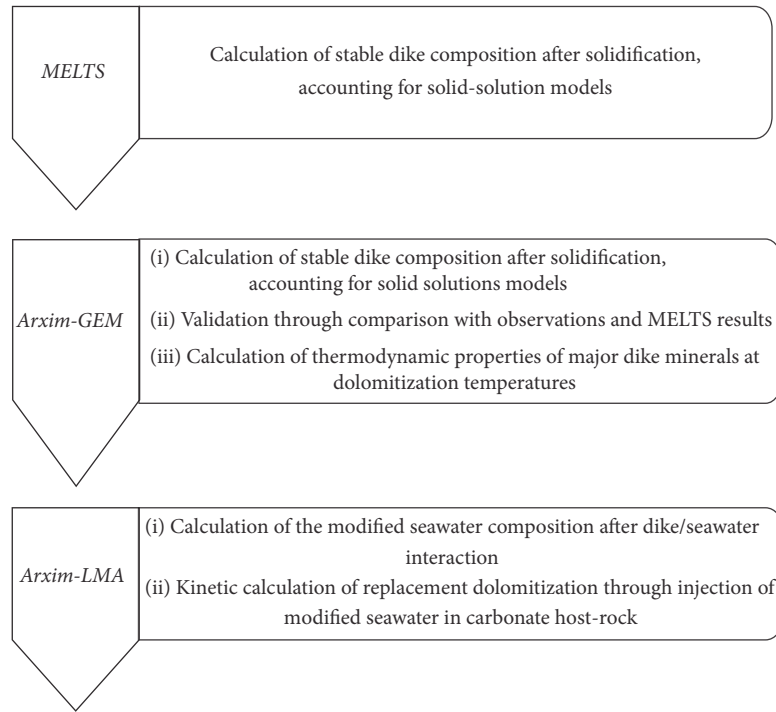 MELTS
Calculation of stable dike composition after solidification,
accounting for solid-solution models
Arxim-GEM
(i) Calculation of stable dike composition after solidification,
accounting for solid solutions models
(ii) Validation through comparison with observations and MELTS results
(iii) Calculation of thermodynamic properties of major dike minerals at
dolomitization temperatures
Arxim-LMA
(i) Calculation of the modified seawater composition after dike/seawater
interaction
(ii) Kinetic calculation of replacement dolomitization through injection of
modified seawater in carbonate host-rock